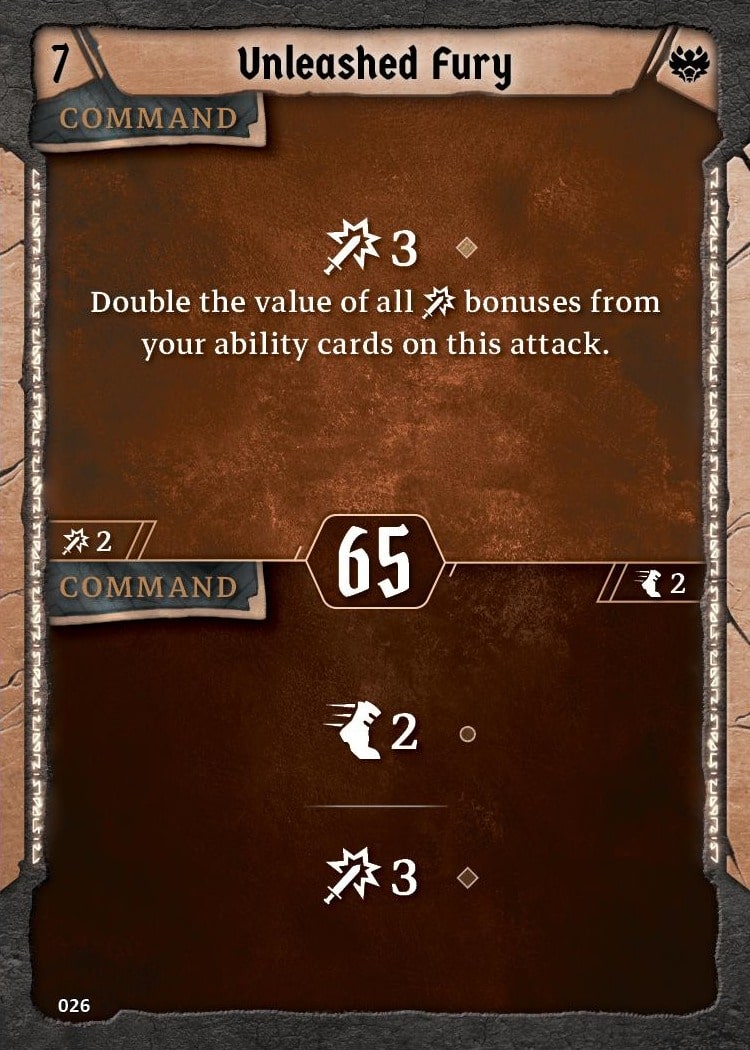 7
Unleashed Fury
COMMAND
3
Double the value of all bonuses from
your ability cards on this attack.
2
65
COMMAND
2
2
3
026